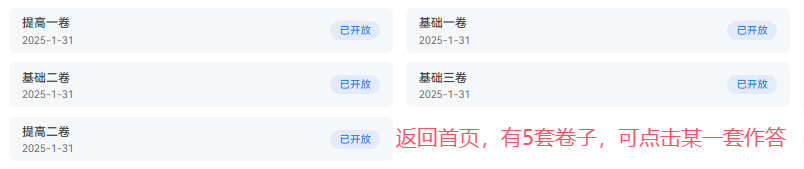 提高一卷
2025-1-31
已开放
基础一卷
2025-1-31
已开放
基础二卷
2025-1-31
已开放
基础三卷
2025-1-31
已开放
提高二卷
2025-1-31
已开放
返回首页，有5套卷子，可点击某一套作答